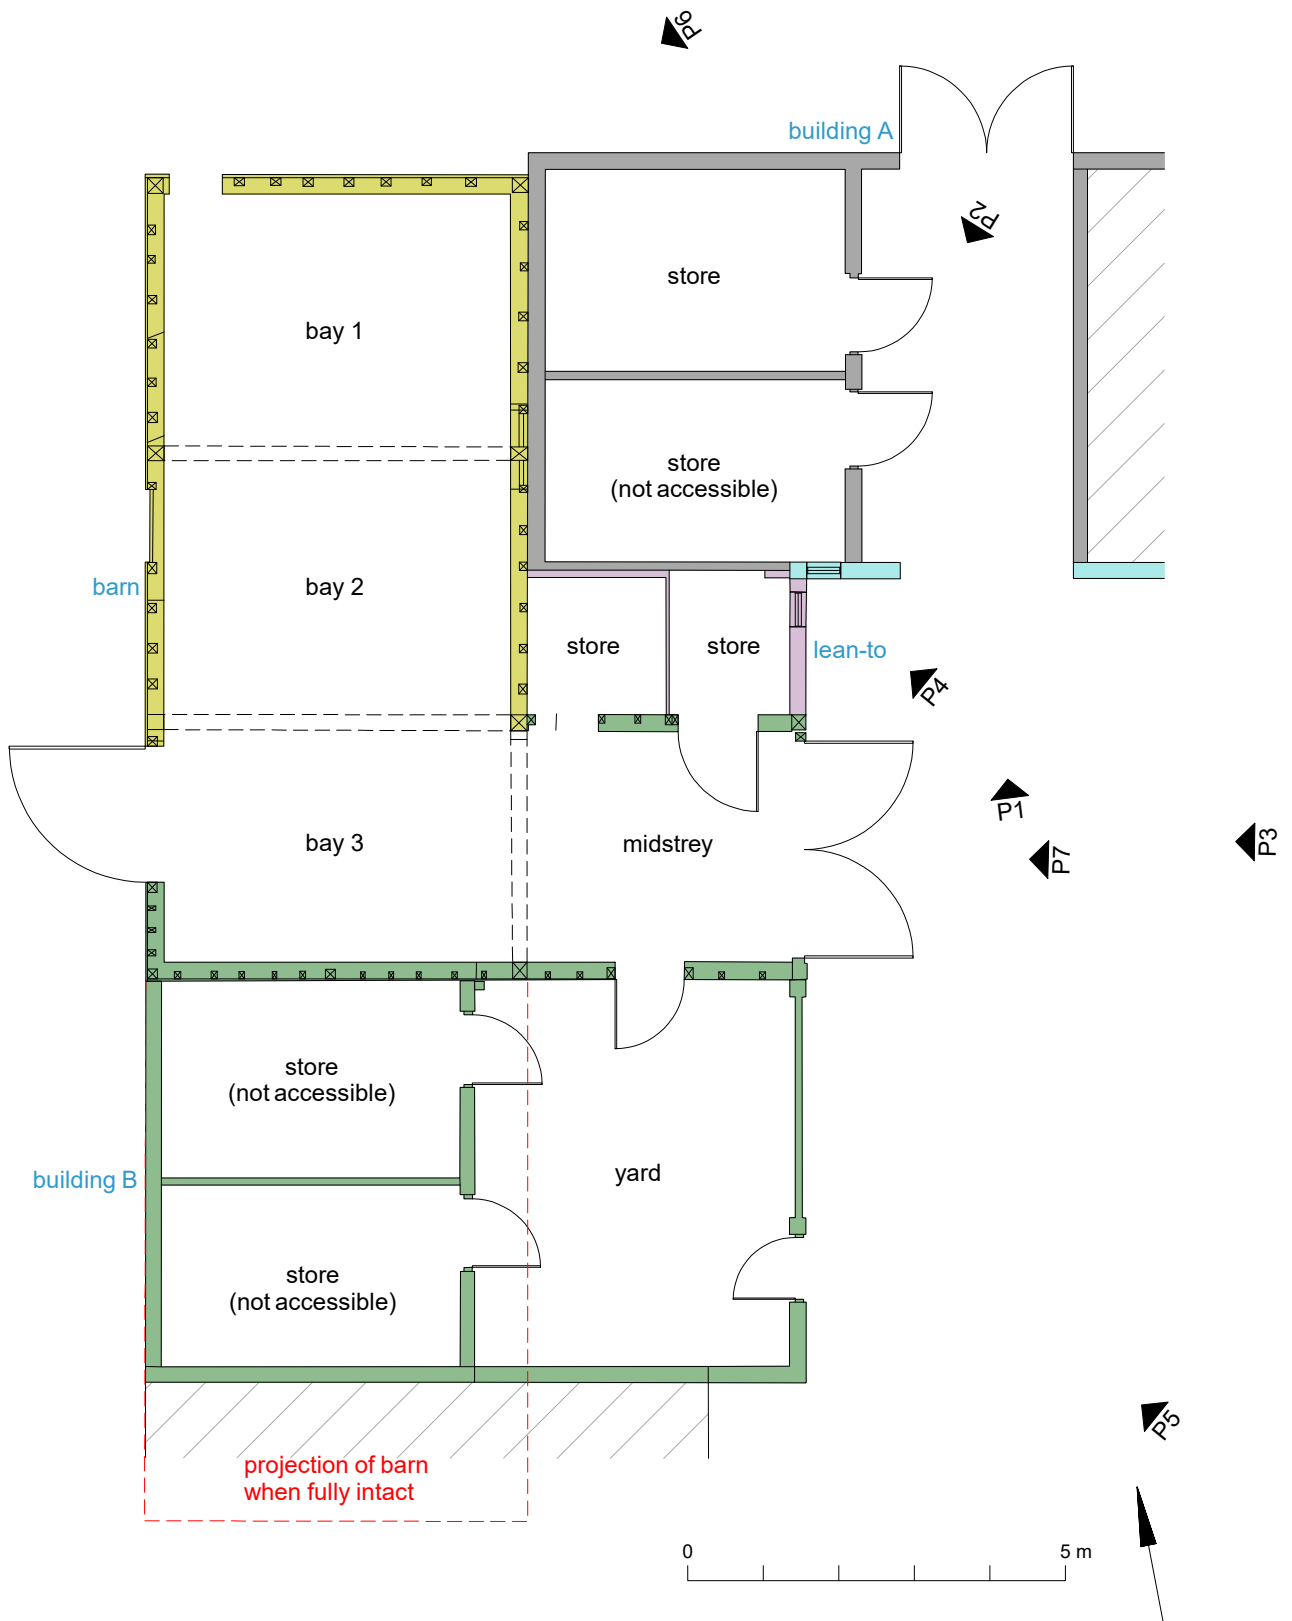 P6
building A
P2
store
bay 1
store
(not accessible)
barn
bay 2
store
store
lean-to
P4
P1
bay 3
midstrey
P7
P3
store
(not accessible)
building B
yard
store
(not accessible)
P5
projection of barn
when fully intact
0
5 m